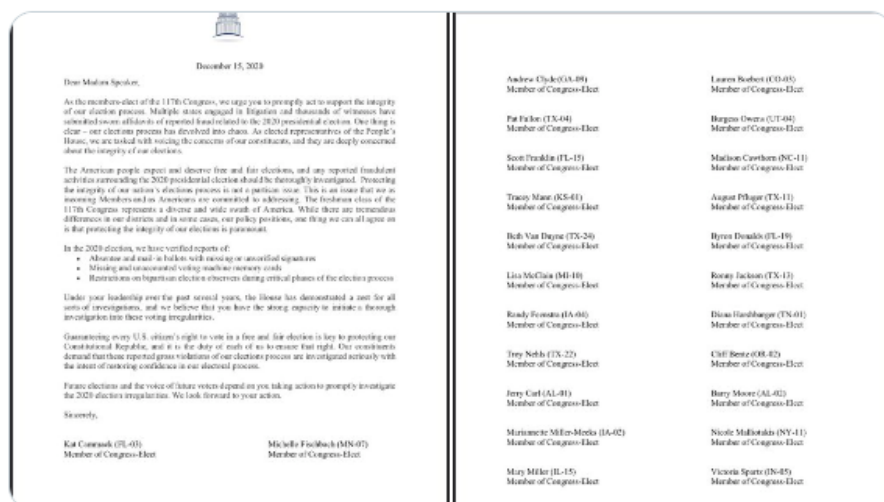 December 15, 2020
Dear Madam Speaker,
As the members-elect of the 117th Congress, we urge you to promptly act to support the integrity
of our election process. Multiple states engaged in litigation and thousands of witnesses have
submitted sworn affidavits of reported fraud related to the 2020 presidential election. One thing is
clear – our elections process has devolved into chaos. As elected representatives of the People's
House, we are tasked with voicing the concerns of our constituents, and they are deeply concerned
about the integrity of our elections.
The American people expect and deserve free and fair elections, and any reported fraudulent
activities surrounding the 2020 presidential election should be thoroughly investigated. Protecting
the integrity of our nation's elections process is not a partisan issue. This is an issue that we as
incoming Members and as Americans are committed to addressing. The freshman class of the
117th Congress represents a diverse and wide swath of America. While there are tremendous
differences in our districts and in some cases, our policy positions, one thing we can all agree on
is that protecting the integrity of our elections is paramount.
In the 2020 election, we have verified reports of:
• Absentee and mail-in ballots with missing or unverified signatures
• Missing and unaccounted voting machine memory cards
• Restrictions on bipartisan election observers during critical phases of the election process
Under your leadership over the past several years, the House has demonstrated a zest for all
sorts of investigations, and we believe that you have the strong capacity to initiate a thorough
investigation into these voting irregularities.
Guaranteeing every U.S. citizen's right to vote in a free and fair election is key to protecting our
Constitutional Republic, and it is the duty of each of us to ensure that right. Our constituents
demand that these reported gross violations of our elections process are investigated seriously with
the intent of restoring confidence in our electoral process.
Future elections and the voice of future voters depend on you taking action to promptly investigate
the 2020 election irregularities. We look forward to your action.
Sincerely,
Kat Cammack (FL-03)
Member of Congress-Elect
Michelle Fischbach (MN-07)
Member of Congress-Elect
Andrew Clyde (GA-09)
Member of Congress-Elect
Lauren Boebert (CO-03)
Member of Congress-Elect
Pat Fallon (TX-04)
Member of Congress-Elect
Burgess Owens (UT-04)
Member of Congress-Elect
Scott Franklin (FL-15)
Member of Congress-Elect
Madison Cawthorn (NC-11)
Member of Congress-Elect
Tracey Mann (KS-01)
Member of Congress-Elect
August Pfluger (TX-11)
Member of Congress-Elect
Beth Van Duyne (TX-24)
Member of Congress-Elect
Byron Donalds (FL-19)
Member of Congress-Elect
Lisa McClain (MI-10)
Member of Congress-Elect
Ronny Jackson (TX-13)
Member of Congress-Elect
Randy Feenstra (IA-04)
Member of Congress-Elect
Diana Harshbarger (TN-01)
Member of Congress-Elect
Troy Nehls (TX-22)
Member of Congress-Elect
Cliff Bentz (OR-02)
Member of Congress-Elect
Jerry Carl (AL-01)
Member of Congress-Elect
Barry Moore (AL-02)
Member of Congress-Elect
Mariannette Miller-Meeks (IA-02)
Member of Congress-Elect
Nicole Malliotakis (NY-11)
Member of Congress-Elect
Mary Miller (IL-15)
Member of Congress-Elect
Victoria Spartz (IN-05)
Member of Congress-Elect